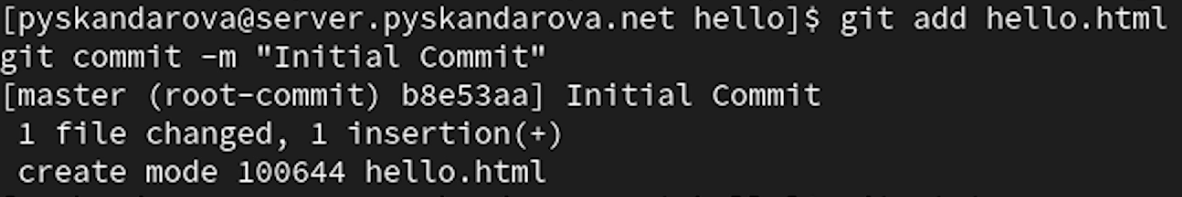 [pyskandarova@server.pyskandarova.net hello]$ git add hello.html
git commit -m "Initial Commit"
[master (root-commit) b8e53aa] Initial Commit
 1 file changed, 1 insertion(+)
 create mode 100644 hello.html